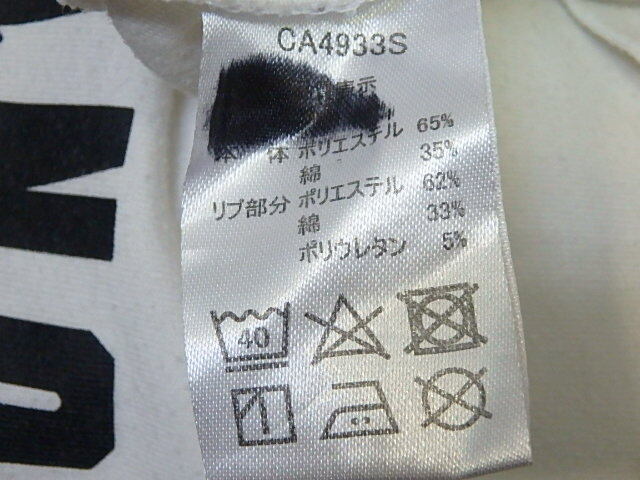 CA4933S
表示
本 体 ポリエステル 65%
綿 35%
リブ部分 ポリエステル 62%
綿 33%
ポリウレタン 5%
40